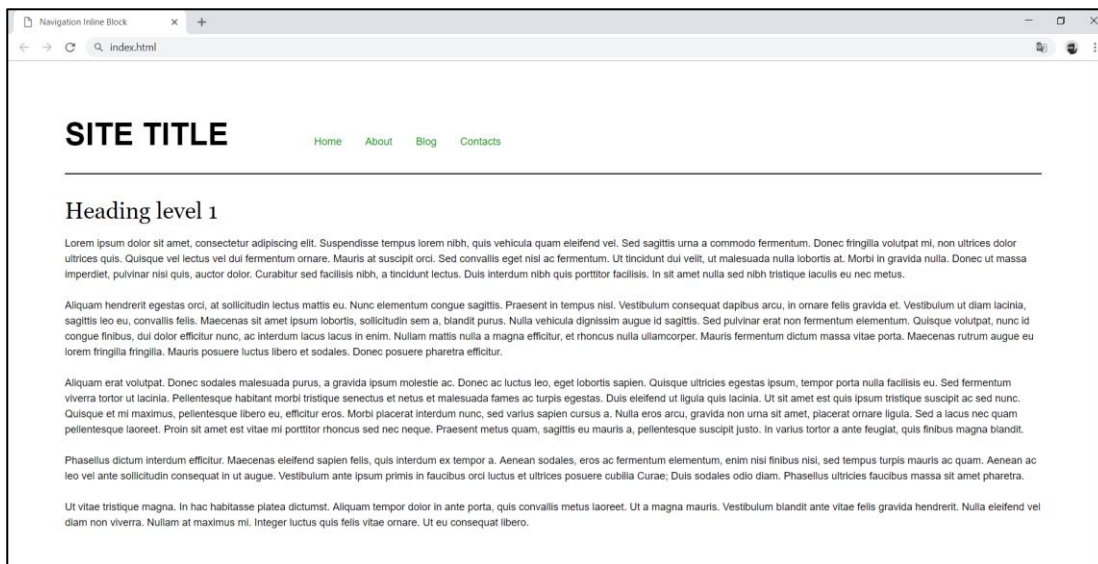 Navigation Inline Block
index.html
SITE TITLE
Home About Blog Contacts
Heading level 1
Lorem ipsum dolor sit amet, consectetur adipiscing elit. Suspendisse tempus lorem nibh, quis vehicula quam eleifend vel. Sed sagittis urna a commodo fermentum. Donec fringilla volutpat mi, non ultrices dolor
ultrices quis. Quisque vel lectus vel dui fermentum ornare. Mauris at suscipit orci. Sed convallis eget nisl ac fermentum. Ut tincidunt dui velit, ut malesuada nulla lobortis at. Morbi in gravida nulla. Donec ut massa
imperdiet, pulvinar nisi quis, auctor dolor. Curabitur sed facilisis nibh, a tincidunt lectus. Duis interdum nibh quis porttitor facilisis. In sit amet nulla sed nibh tristique iaculis eu nec metus.
Aliquam hendrerit egestas orci, at sollicitudin lectus mattis eu. Nunc elementum congue sagittis. Praesent in tempus nisl. Vestibulum consequat dapibus arcu, in ornare felis gravida et. Vestibulum ut diam lacinia,
sagittis leo eu, convallis felis. Maecenas sit amet ipsum lobortis, sollicitudin sem a, blandit purus. Nulla vehicula dignissim augue id sagittis. Sed pulvinar erat non fermentum elementum. Quisque volutpat, nunc id
congue finibus, dui dolor efficitur nunc, ac interdum lacus lacus in enim. Nullam mattis nulla a magna efficitur, et rhoncus nulla ullamcorper. Mauris fermentum dictum massa vitae porta. Maecenas rutrum augue eu
lorem fringilla fringilla. Mauris posuere luctus libero et sodales. Donec posuere pharetra efficitur.
Aliquam erat volutpat. Donec sodales malesuada purus, a gravida ipsum molestie ac. Donec ac luctus leo, eget lobortis sapien. Quisque ultricies egestas ipsum, tempor porta nulla facilisis eu. Sed fermentum
viverra tortor ut lacinia. Pellentesque habitant morbi tristique senectus et netus et malesuada fames ac turpis egestas. Duis eleifend ut ligula quis lacinia. Ut sit amet est quis ipsum tristique suscipit ac sed nunc.
Quisque et mi maximus, pellentesque libero eu, efficitur eros. Morbi placerat interdum nunc, sed varius sapien cursus a. Nulla eros arcu, gravida non urna sit amet, placerat ornare ligula. Sed a lacus nec quam
pellentesque laoreet. Proin sit amet est vitae mi porttitor rhoncus sed nec neque. Praesent metus quam, sagittis eu mauris a, pellentesque suscipit justo. In varius tortor a ante feugiat, quis finibus magna blandit.
Phasellus dictum interdum efficitur. Maecenas eleifend sapien felis, quis interdum ex tempor a. Aenean sodales, eros ac fermentum elementum, enim nisi finibus nisi, sed tempus turpis mauris ac quam. Aenean ac
leo vel ante sollicitudin consequat in ut augue. Vestibulum ante ipsum primis in faucibus orci luctus et ultrices posuere cubilia Curae; Duis sodales odio diam. Phasellus ultricies faucibus massa sit amet pharetra.
Ut vitae tristique magna. In hac habitasse platea dictumst. Aliquam tempor dolor in ante porta, quis convallis metus laoreet. Ut a magna mauris. Vestibulum blandit ante vitae felis gravida hendrerit. Nulla eleifend vel
diam non viverra. Nullam at maximus mi. Integer luctus quis felis vitae ornare. Ut eu consequat libero.